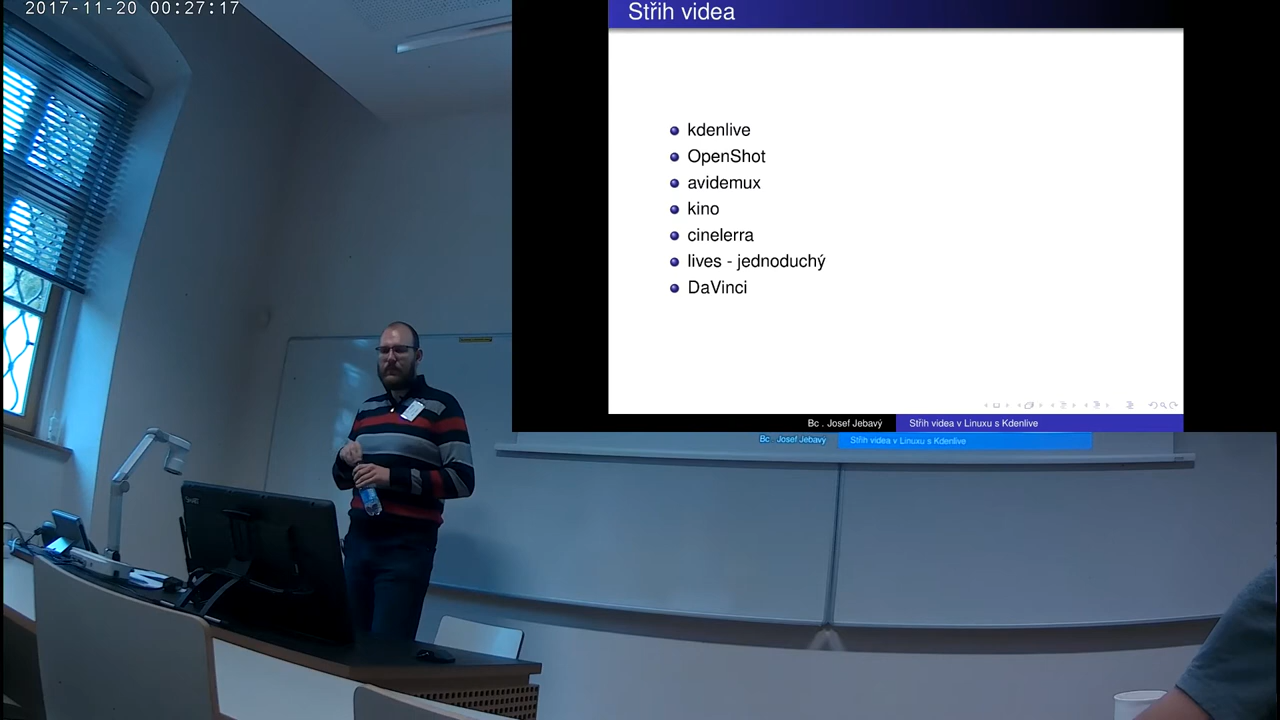 2017-11-20 00:27:17
Střih videa
kdenlive
OpenShot
avidemux
kino
cinelerra
lives - jednoduchý
DaVinci
Bc . Josef Jebavý
Střih videa v Linuxu s Kdenlive
Bc . Josef Jebavý
Střih videa v Linuxu s Kdenlive